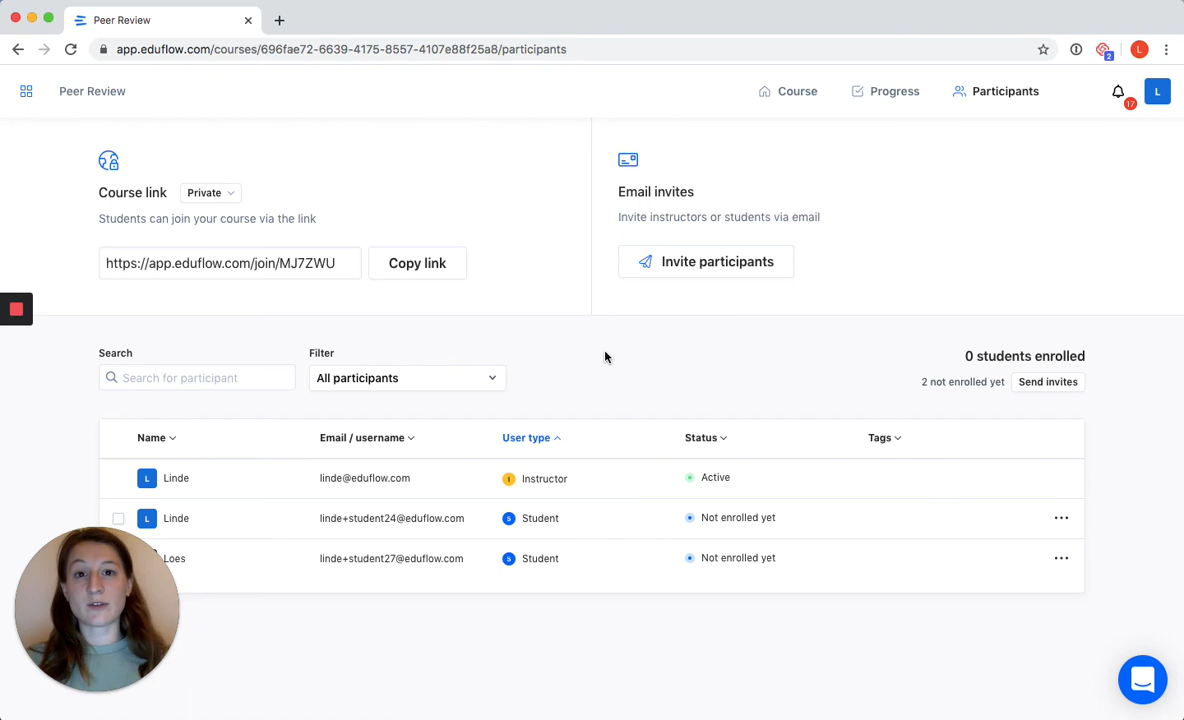 Peer Review
app.eduflow.com/courses/696fae72-6639-4175-8557-4107e88f25a8/participants
L
2
Peer Review
Course
Progress
Participants
17
L
Course link
Private
Students can join your course via the link
https://app.eduflow.com/join/MJ7ZWU
Copy link
Email invites
Invite instructors or students via email
Invite participants
Search
Search for participant
Filter
All participants
0 students enrolled
2 not enrolled yet
Send invites
Name
Email / username
User type
Status
Tags
L Linde linde@eduflow.com I Instructor Active
L Linde linde+student24@eduflow.com S Student Not enrolled yet
Loes linde+student27@eduflow.com S Student Not enrolled yet